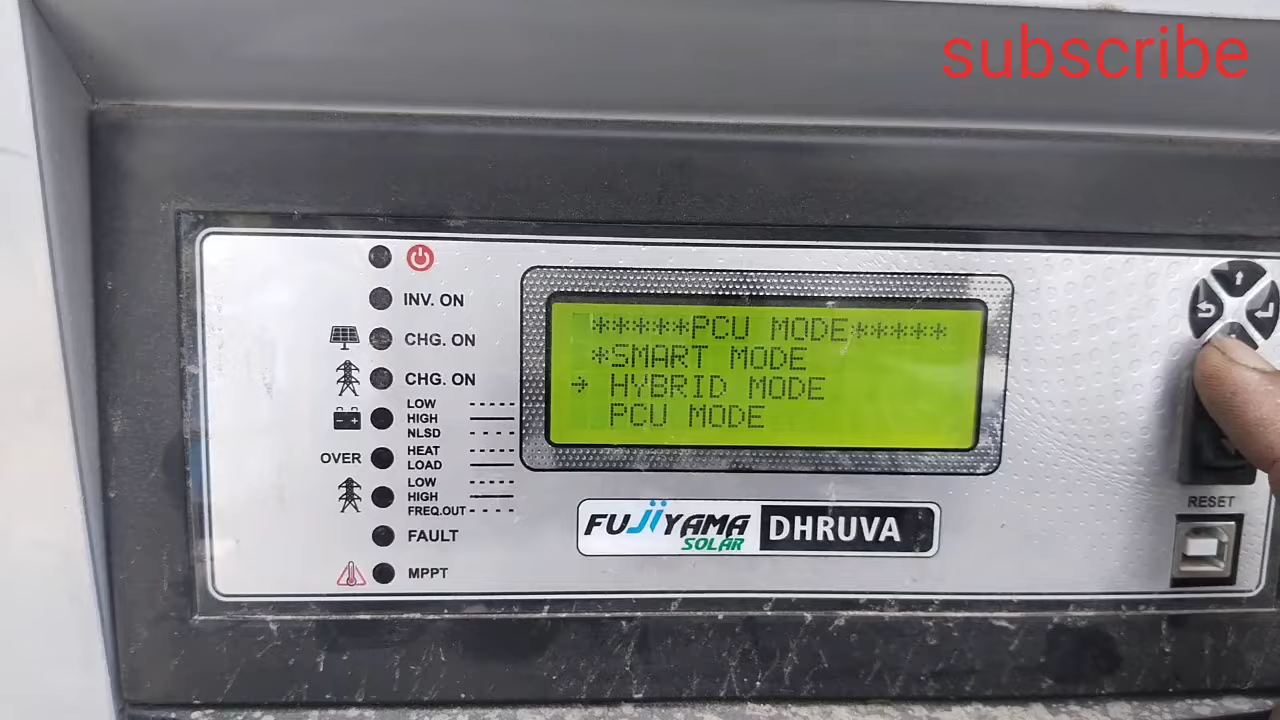 subscribe
INV. ON
CHG. ON
CHG. ON
LOW
HIGH
NLSD
OVER
HEAT
LOAD
LOW
HIGH
FREQ.OUT
FAULT
MPPT
*****PCU MODE*****
*SMART MODE
→ HYBRID MODE
PCU MODE
FUJIYAMA
SOLAR
DHRUVA
RESET